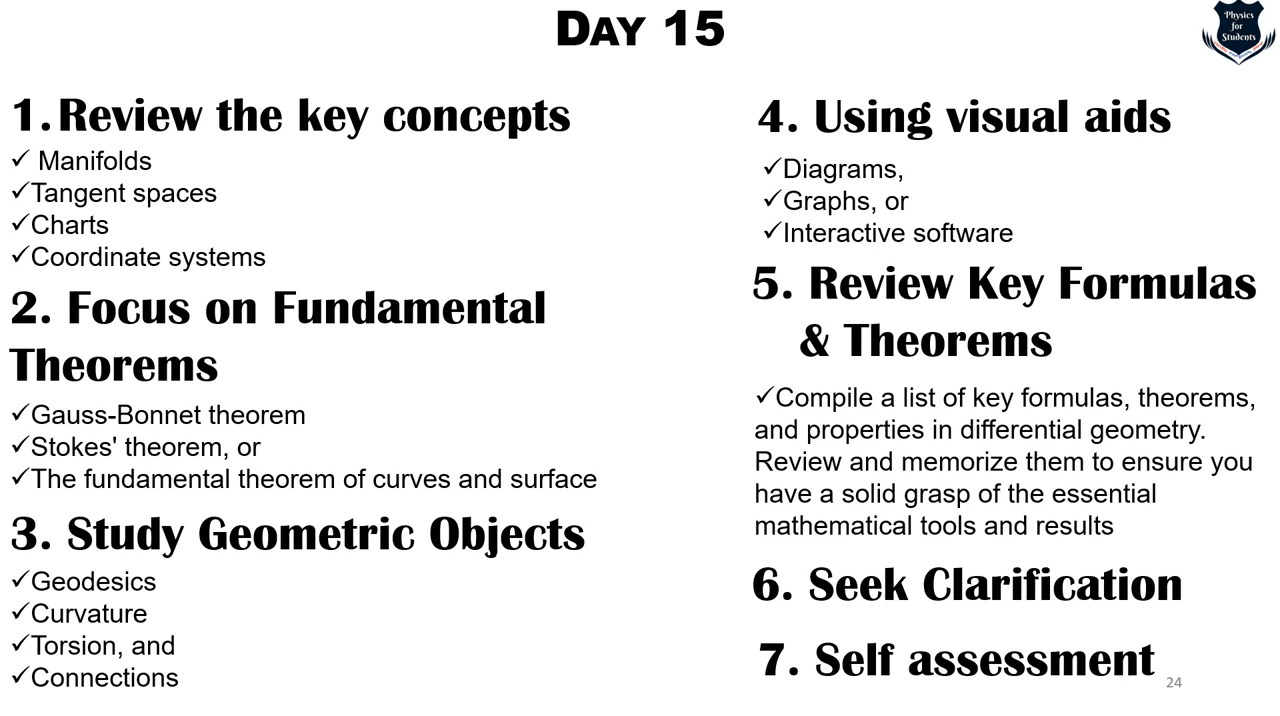 DAY 15
Physics
for
Students
1. Review the key concepts
✓ Manifolds
✓Tangent spaces
✓Charts
✓Coordinate systems
2. Focus on Fundamental
Theorems
✓Gauss-Bonnet theorem
✓Stokes' theorem, or
✓The fundamental theorem of curves and surface
3. Study Geometric Objects
✓Geodesics
✓Curvature
✓Torsion, and
✓Connections
4. Using visual aids
✓Diagrams,
✓Graphs, or
✓Interactive software
5. Review Key Formulas
& Theorems
✓Compile a list of key formulas, theorems,
and properties in differential geometry.
Review and memorize them to ensure you
have a solid grasp of the essential
mathematical tools and results
6. Seek Clarification
7. Self assessment
24